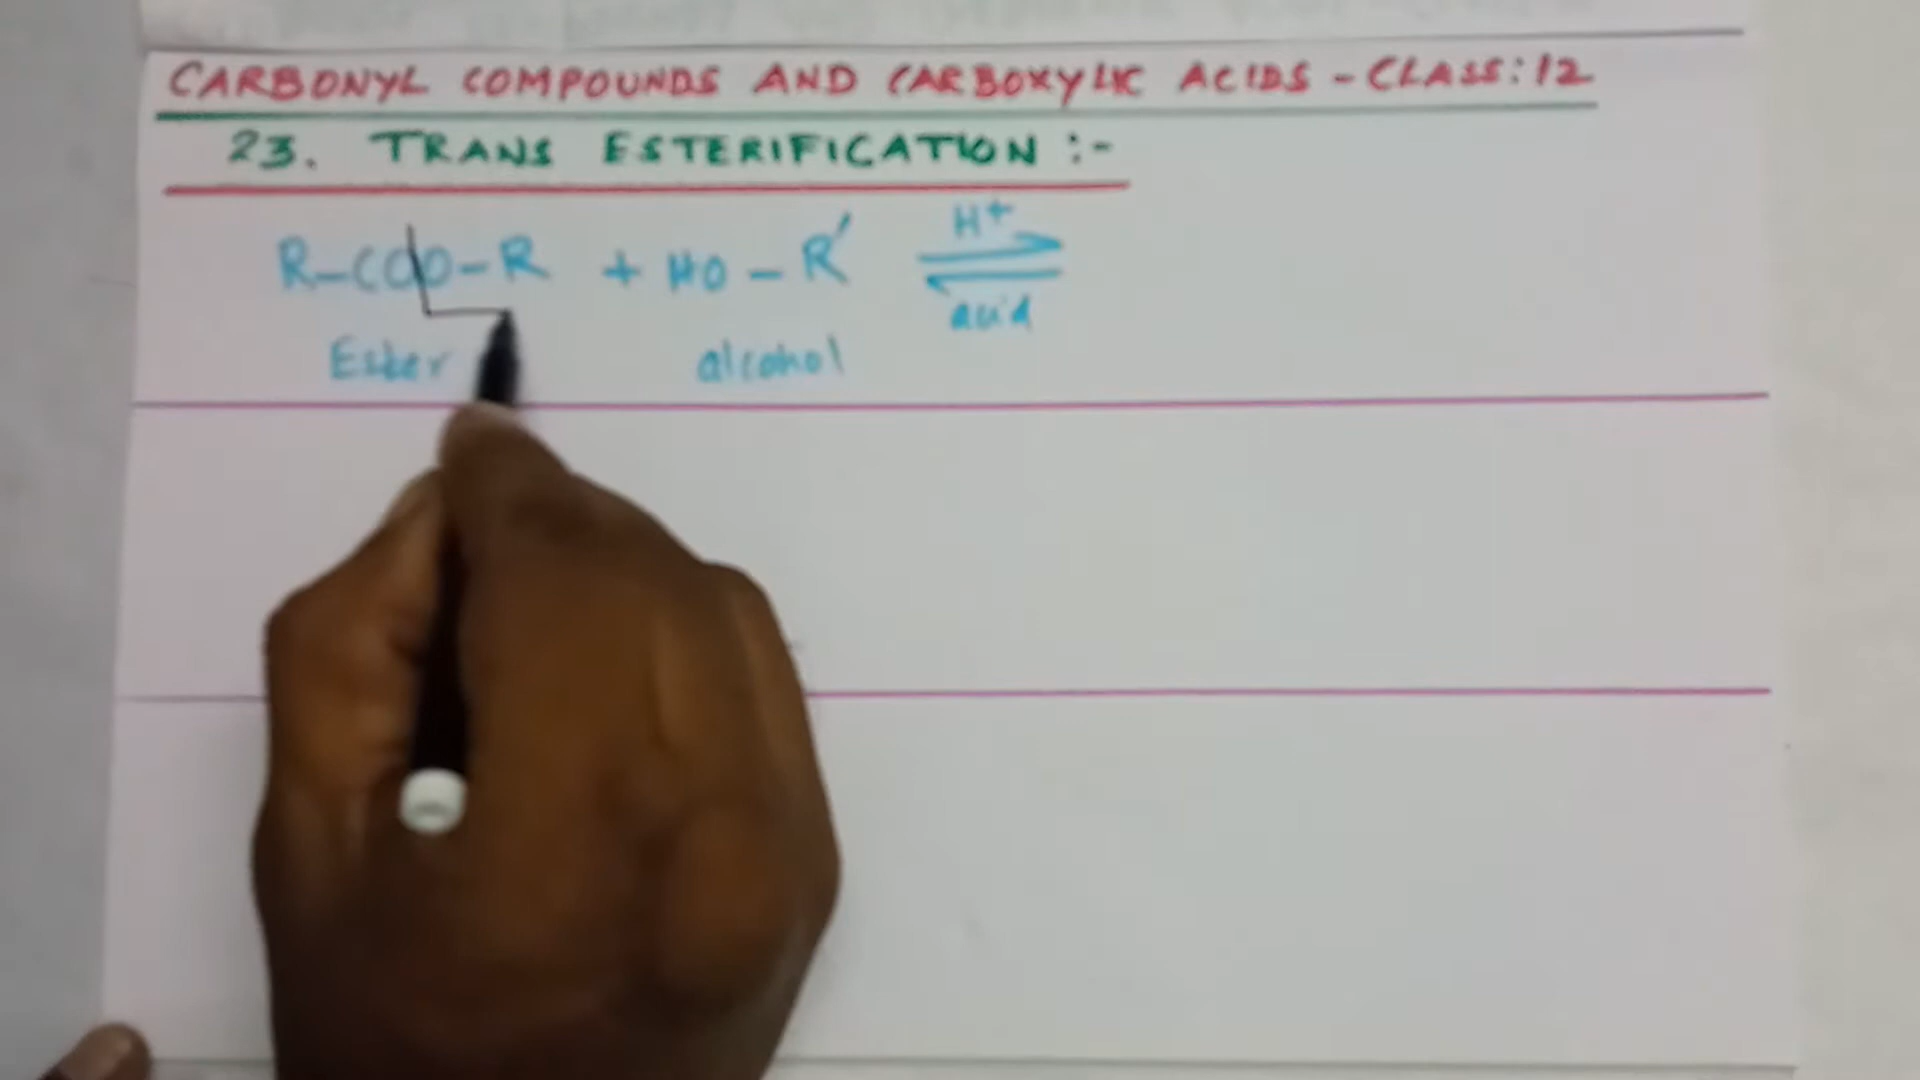 CARBONYL COMPOUNDS AND CARBOXYLIC ACIDS - CLASS: 12
23. TRANS ESTERIFICATION :-
R-COO-R + HO-R' ⇌ H+ acid
Ester alcohol